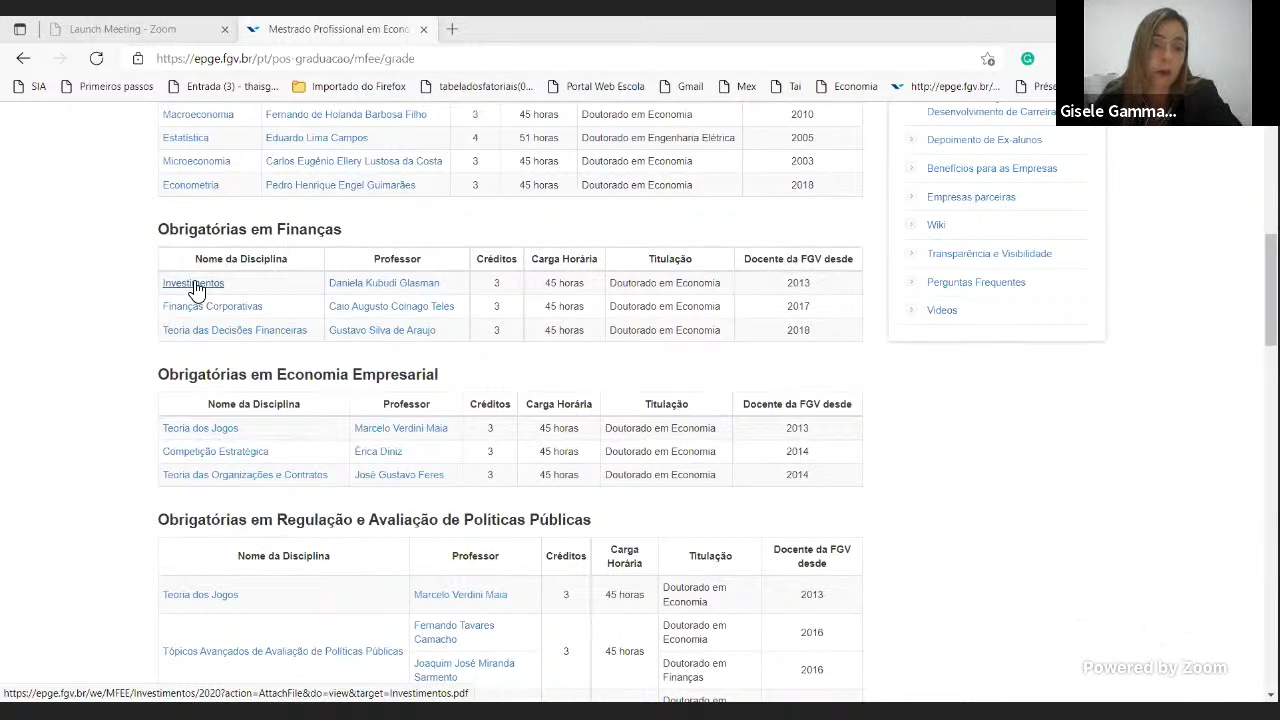 Launch Meeting - Zoom
Mestrado Profissional em Econo
https://epge.fgv.br/pt/pos-graduacao/mfee/grade
SIA Primeiros passos Entrada (3) - thaisg... Importado do Firefox tabeladosfatoriais(0... Portal Web Escola Gmail Mex Tai Economia http://epge.fgv.br/... Prése
Gisele Gamma...
Macroeconomia Fernando de Holanda Barbosa Filho 3 45 horas Doutorado em Economia 2010
Estatística Eduardo Lima Campos 4 51 horas Doutorado em Engenharia Elétrica 2005
Microeconomia Carlos Eugênio Ellery Lustosa da Costa 3 45 horas Doutorado em Economia 2003
Econometria Pedro Henrique Engel Guimarães 3 45 horas Doutorado em Economia 2018
Obrigatórias em Finanças
Nome da Disciplina Professor Créditos Carga Horária Titulação Docente da FGV desde
Investimentos Daniela Kubudi Glasman 3 45 horas Doutorado em Economia 2013
Finanças Corporativas Caio Augusto Colnago Teles 3 45 horas Doutorado em Economia 2017
Teoria das Decisões Financeiras Gustavo Silva de Araujo 3 45 horas Doutorado em Economia 2018
Obrigatórias em Economia Empresarial
Nome da Disciplina Professor Créditos Carga Horária Titulação Docente da FGV desde
Teoria dos Jogos Marcelo Verdini Maia 3 45 horas Doutorado em Economia 2013
Competição Estratégica Érica Diniz 3 45 horas Doutorado em Economia 2014
Teoria das Organizações e Contratos José Gustavo Feres 3 45 horas Doutorado em Economia 2014
Obrigatórias em Regulação e Avaliação de Políticas Públicas
Nome da Disciplina Professor Créditos Carga
Horária Titulação Docente da FGV
desde
Teoria dos Jogos Marcelo Verdini Maia 3 45 horas Doutorado em
Economia 2013
Tópicos Avançados de Avaliação de Políticas Públicas 3 45 horas
Fernando Tavares
Camacho
Doutorado em
Economia
2016
Joaquim José Miranda
Sarmento
Doutorado em
Finanças
2016
Doutorado em
Desenvolvimento de Carreira
Depoimento de Ex-alunos
Benefícios para as Empresas
Empresas parceiras
Wiki
Transparência e Visibilidade
Perguntas Frequentes
Videos
Powered by Zoom
https://epge.fgv.br/we/MFEE/Investimentos/2020?action=AttachFile&do=view&target=Investimentos.pdf